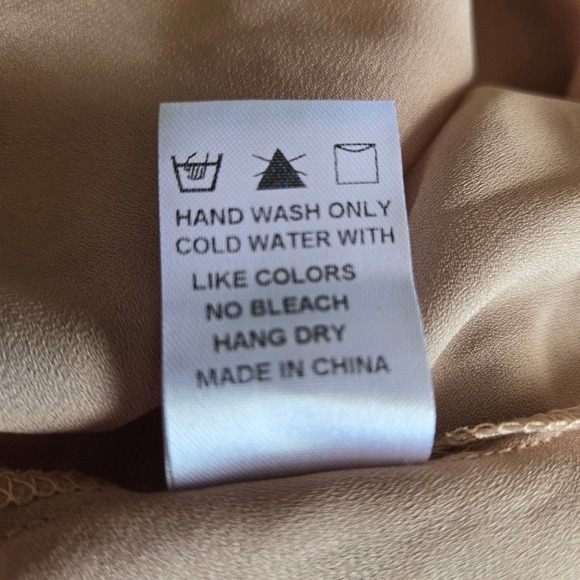 HAND WASH ONLY
COLD WATER WITH
LIKE COLORS
NO BLEACH
HANG DRY
MADE IN CHINA